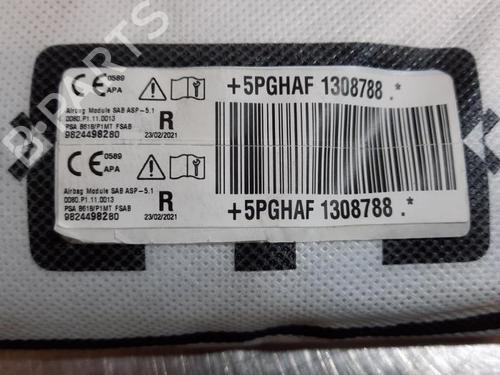 B-PARTS
CE 0589
APA
Airbag Module SAB ASP-5.1
0080.P1.11.0013
PSA B618/P1MT FSAB
9824498280
R
23/02/2021
+5PGHAF 1308788 .*
CE 0589
APA
Airbag Module SAB ASP-5.1
0080.P1.11.0013
PSA B618/P1MT FSAB
9824498280
R
23/02/2021
+5PGHAF 1308788 .*